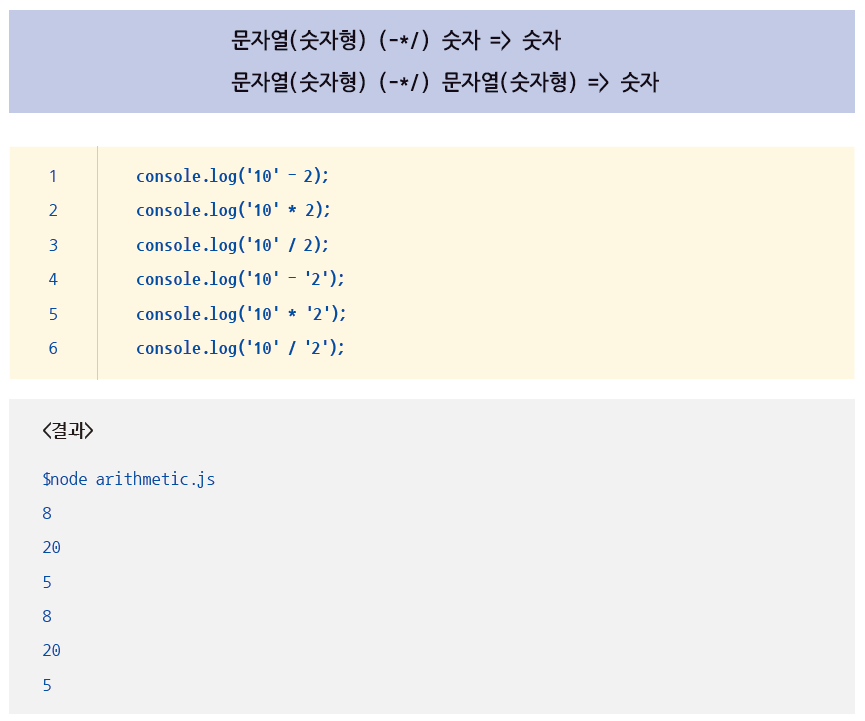 문자열(숫자형) (-*/) 숫자 => 숫자
문자열(숫자형) (-*/) 문자열(숫자형) => 숫자
1 console.log('10' - 2);
2 console.log('10' * 2);
3 console.log('10' / 2);
4 console.log('10' - '2');
5 console.log('10' * '2');
6 console.log('10' / '2');
<결과>
$node arithmetic.js
8
20
5
8
20
5